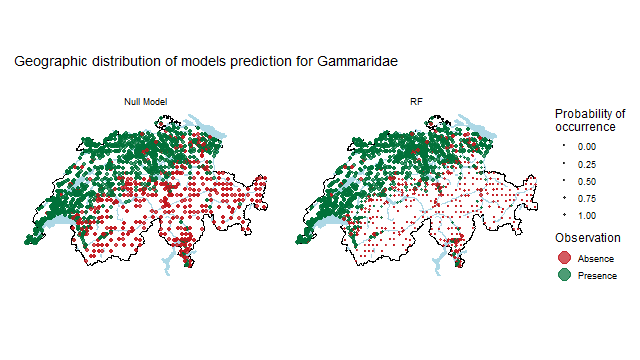 Geographic distribution of models prediction for Gammaridae
Null Model
RF
Probability of
occurrence
0.00
0.25
0.50
0.75
1.00
Observation
Absence
Presence